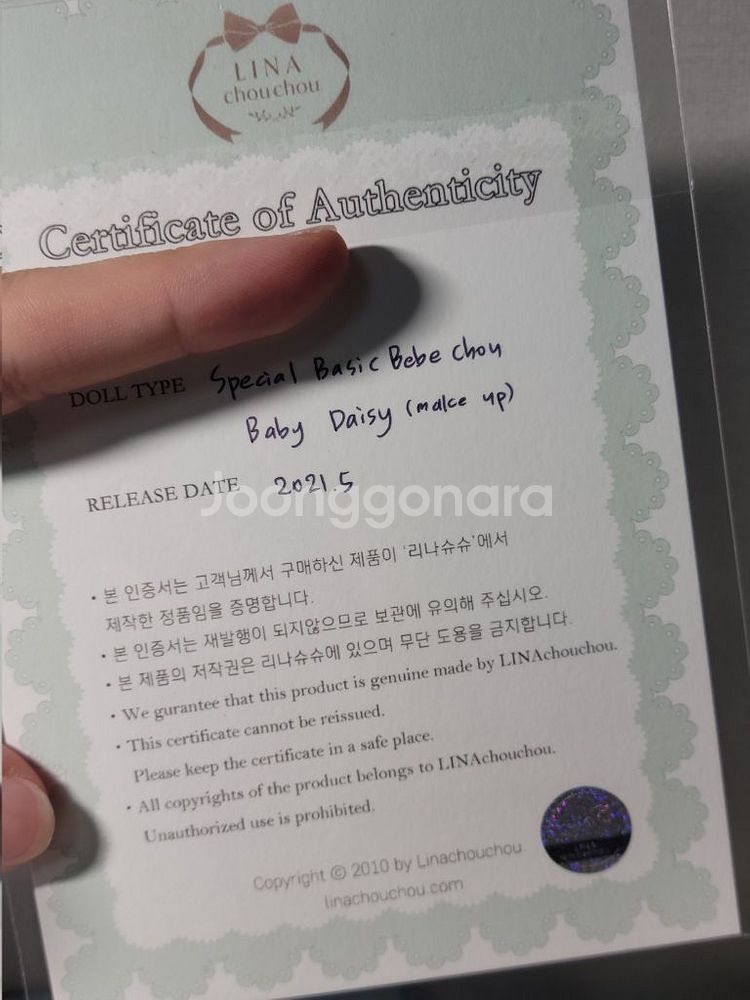 LINA
chouchou
Certificate of Authenticity
DOLL TYPE Special Basic Bebe Chou
Baby Daisy (make up)
RELEASE DATE 2021.5
Joonggonara
• 본 인증서는 고객님께서 구매하신 제품이 '리나슈슈'에서
제작한 정품임을 증명합니다.
• 본 인증서는 재발행이 되지않으므로 보관에 유의해 주십시오.
• 본 제품의 저작권은 리나슈슈에 있으며 무단 도용을 금지합니다.
• We gurantee that this product is genuine made by LINAchouchou.
• This certificate cannot be reissued.
Please keep the certificate in a safe place.
• All copyrights of the product belongs to LINAchouchou.
Unauthorized use is prohibited.
Copyright © 2010 by Linachouchou
linachouchou.com